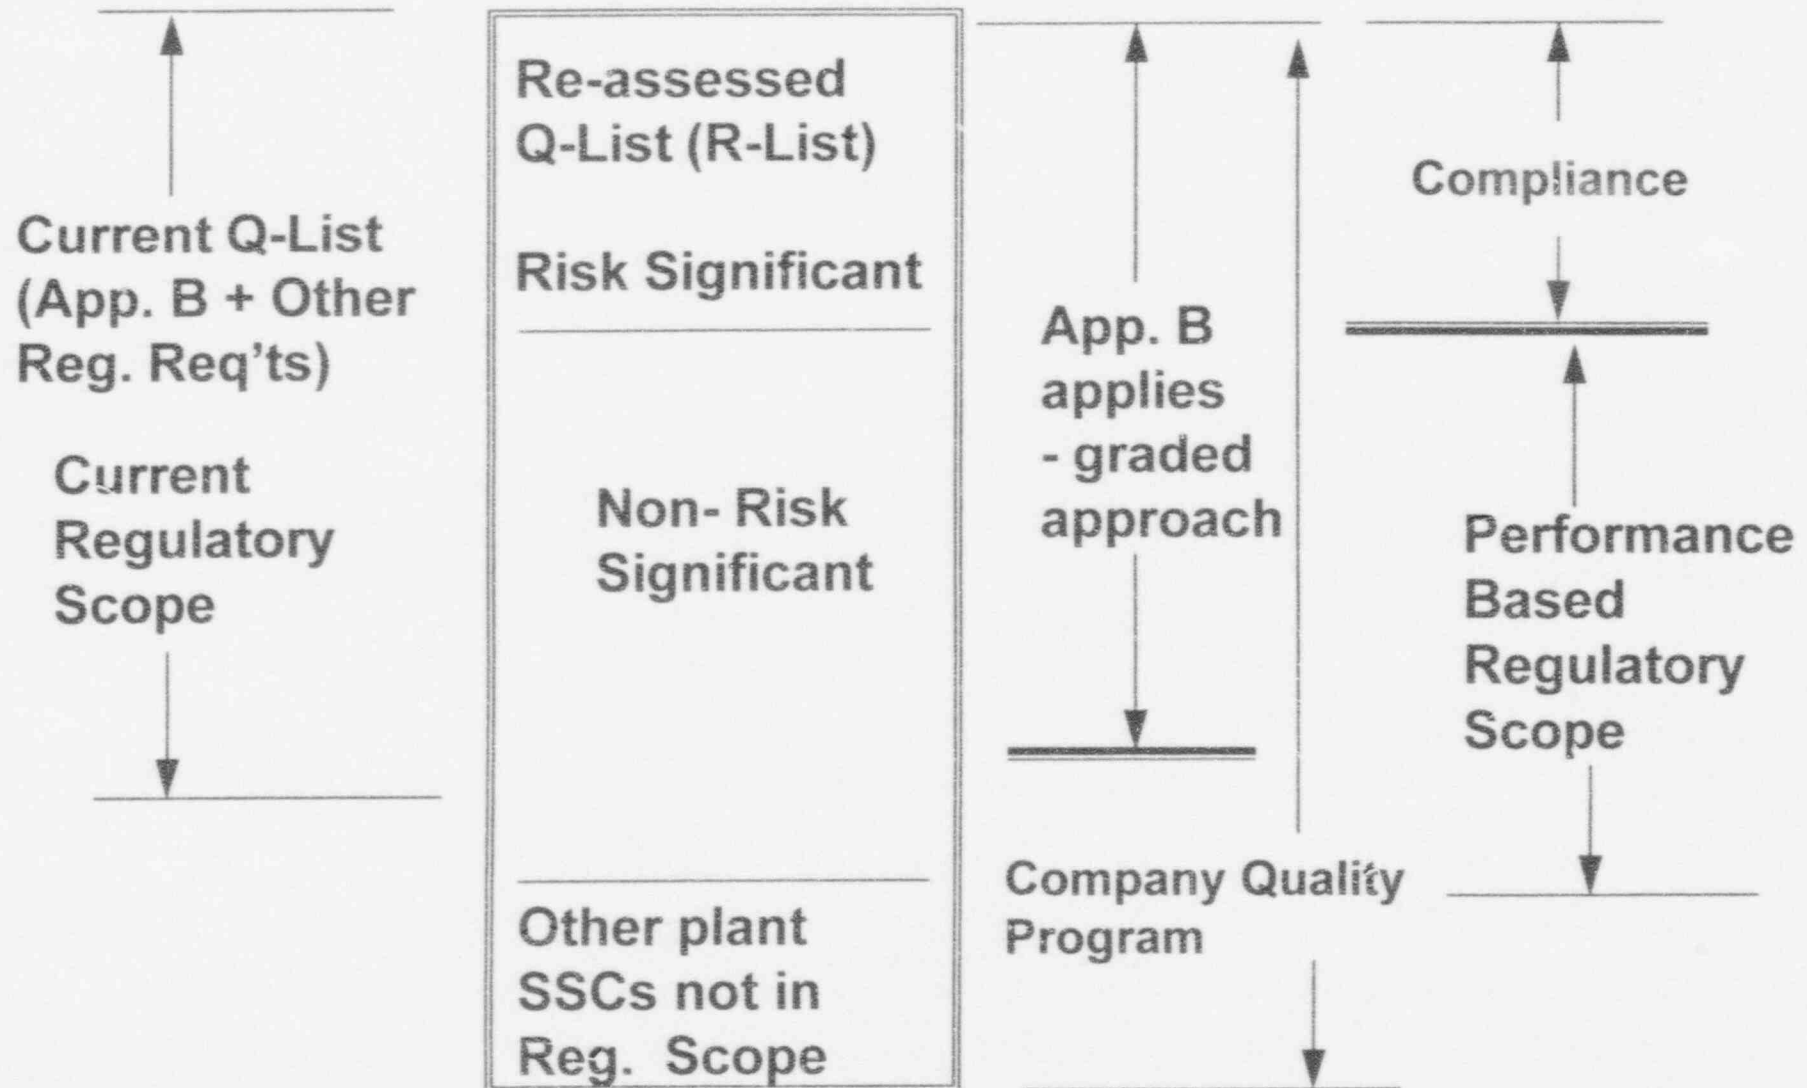 Current Q-List
(App. B + Other
Reg. Req'ts)
Current
Regulatory
Scope
Re-assessed
Q-List (R-List)
Risk Significant
Non- Risk
Significant
Other plant
SSCs not in
Reg. Scope
App. B
applies
- graded
approach
Company Quality
Program
Compliance
Performance
Based
Regulatory
Scope